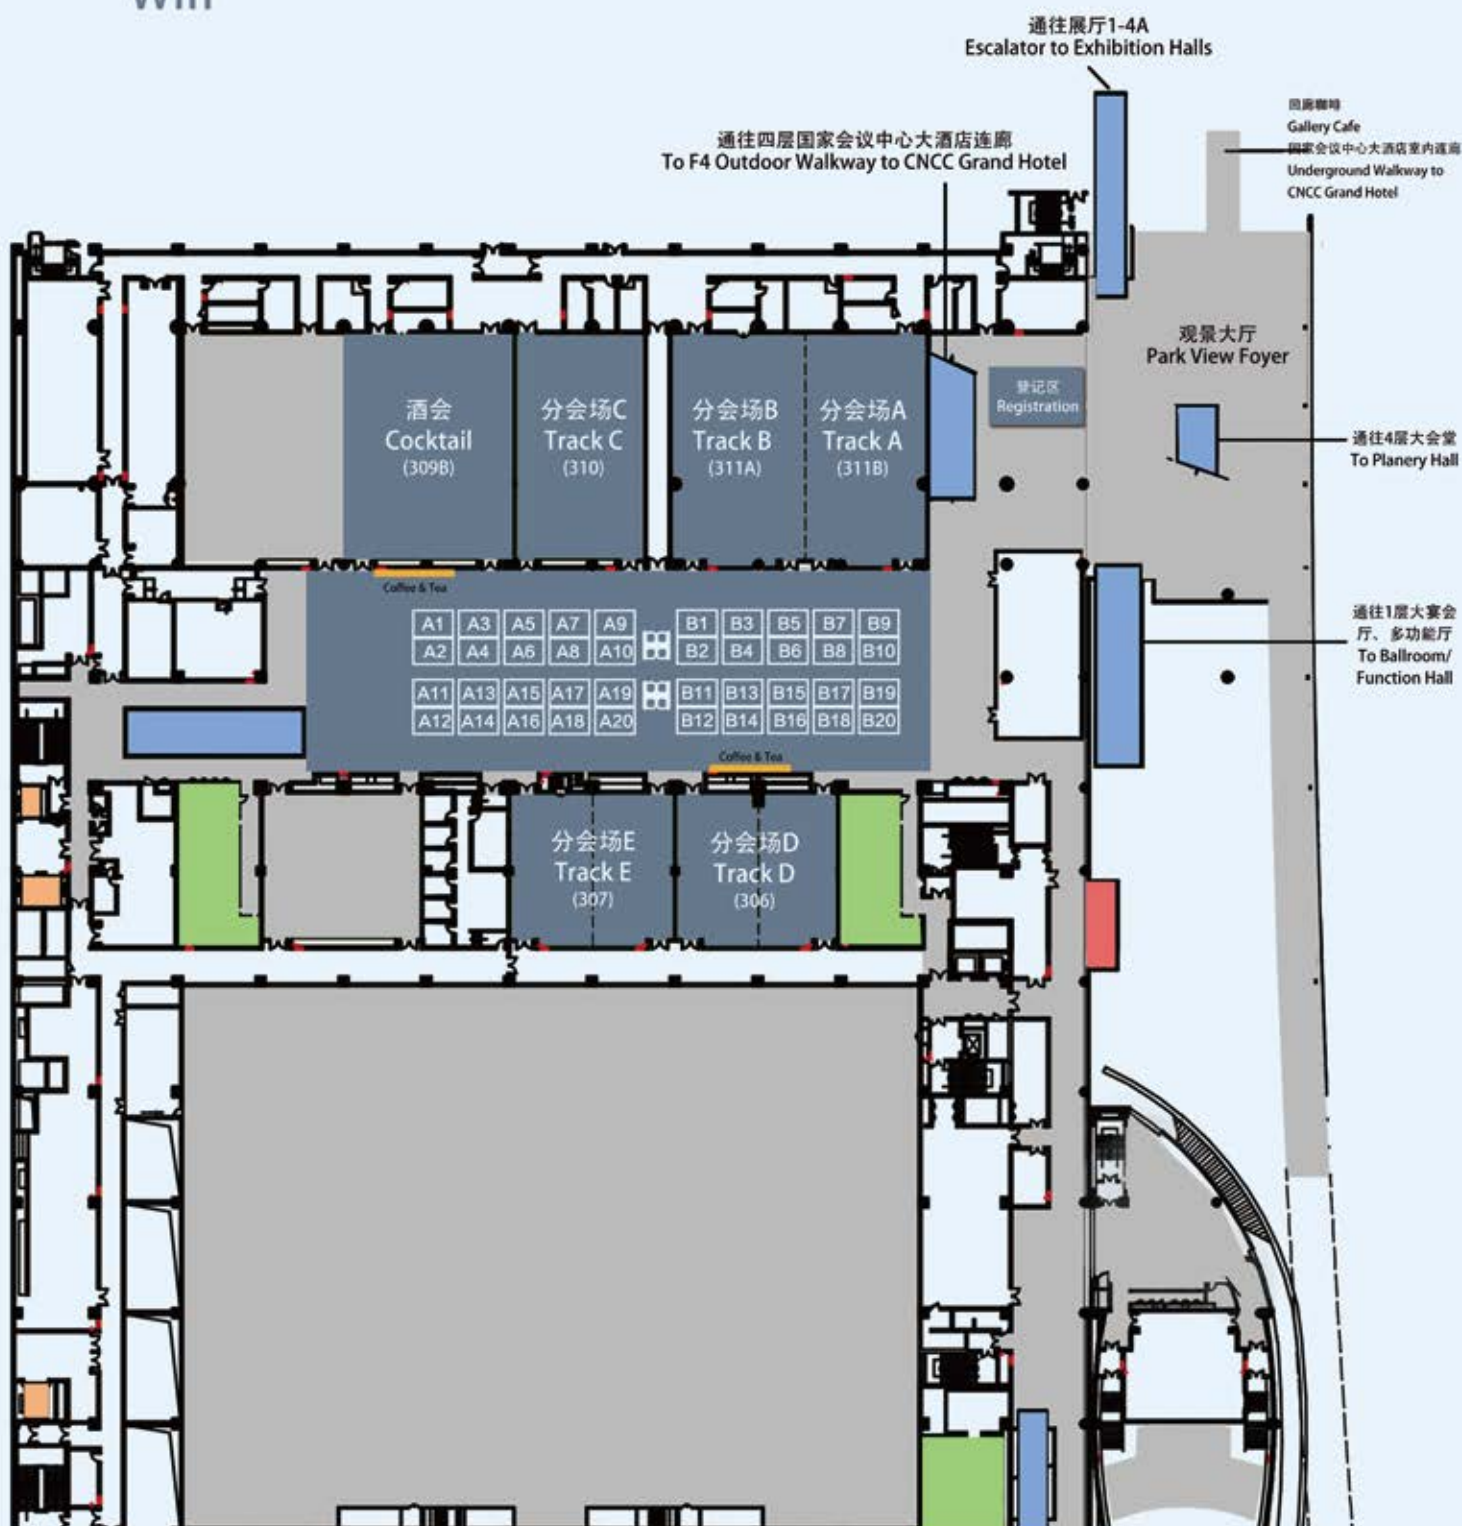 通往展厅1-4A
Escalator to Exhibition Halls
回廊咖啡
Gallery Cafe
国家会议中心大酒店室内连廊
Underground Walkway to
CNCC Grand Hotel
通往四层国家会议中心大酒店连廊
To F4 Outdoor Walkway to CNCC Grand Hotel
观景大厅
Park View Foyer
酒会
Cocktail
(309B)
分会场C
Track C
(310)
分会场B
Track B
(311A)
分会场A
Track A
(311B)
登记区
Registration
通往4层大会堂
To Planery Hall
Coffee & Tea
A1 A3 A5 A7 A9 B1 B3 B5 B7 B9
A2 A4 A6 A8 A10 B2 B4 B6 B8 B10
A11 A13 A15 A17 A19 B11 B13 B15 B17 B19
A12 A14 A16 A18 A20 B12 B14 B16 B18 B20
Coffee & Tea
通往1层大宴会
厅、多功能厅
To Ballroom/
Function Hall
分会场E
Track E
(307)
分会场D
Track D
(306)